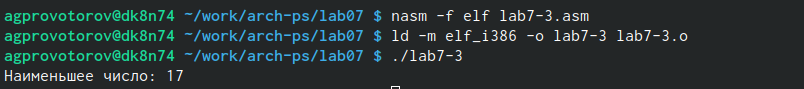 agprovotorov@dk8n74 ~/work/arch-ps/lab07 $ nasm -f elf lab7-3.asm
agprovotorov@dk8n74 ~/work/arch-ps/lab07 $ ld -m elf_i386 -o lab7-3 lab7-3.o
agprovotorov@dk8n74 ~/work/arch-ps/lab07 $ ./lab7-3
Наименьшее число: 17